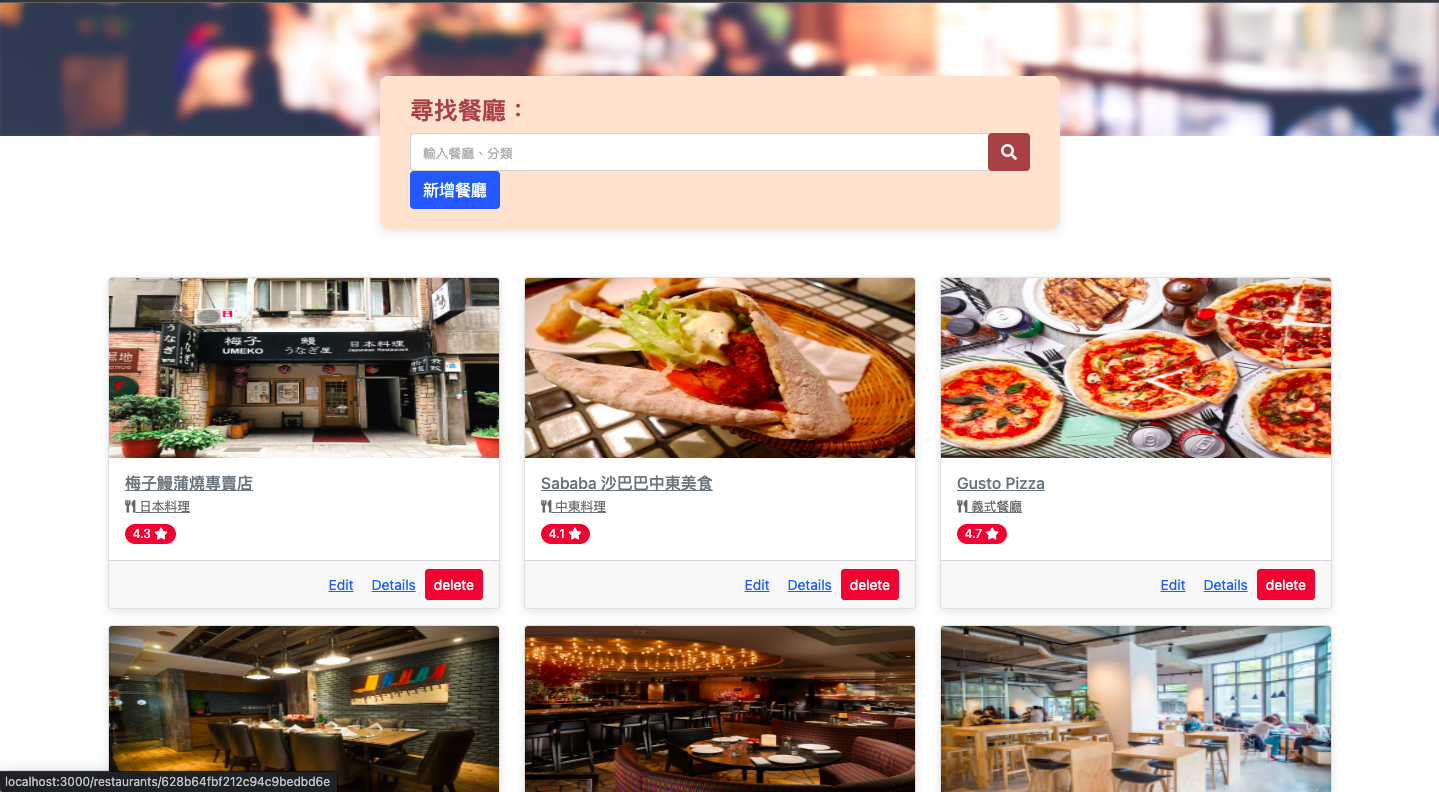 尋找餐廳：
輸入餐廳、分類
新增餐廳
梅子
UMEKO
鰻
うなぎ屋
日本料理
Japanese Restaurant
うなぎ
梅
梅子鰻蒲燒專賣店
日本料理
4.3
Edit Details delete
Sababa 沙巴巴中東美食
中東料理
4.1
Edit Details delete
Gusto Pizza
義式餐廳
4.7
Edit Details delete
localhost:3000/restaurants/628b64fbf212c94c9bedbd6e